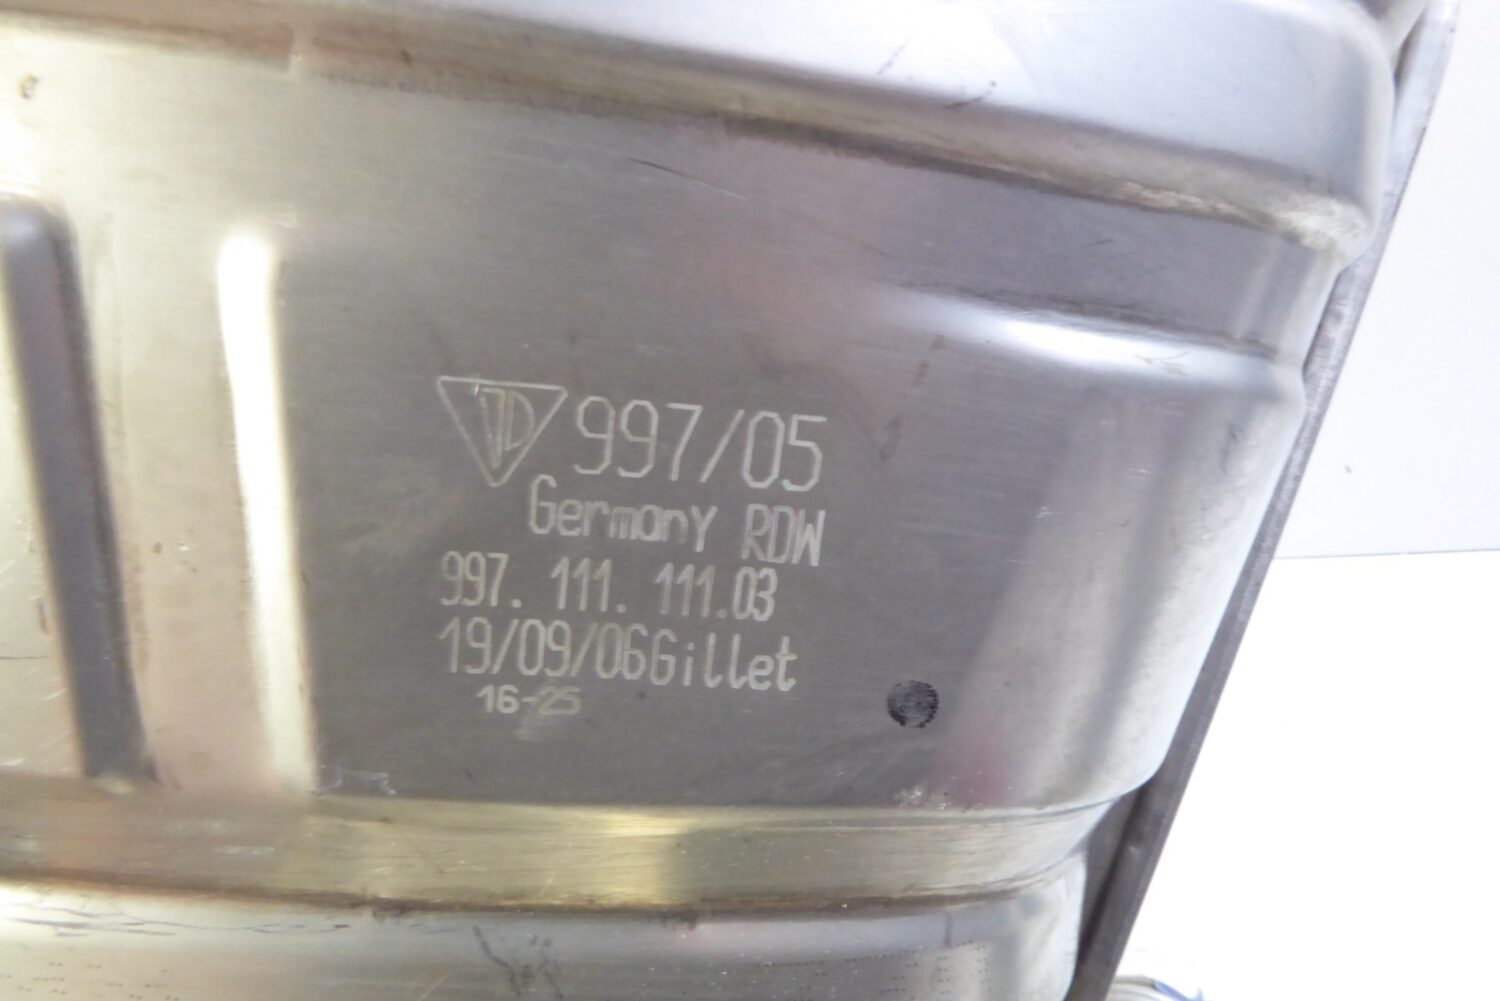 997/05
Germany RDW
997. 111. 111.03
19/09/06Gillet
16-25